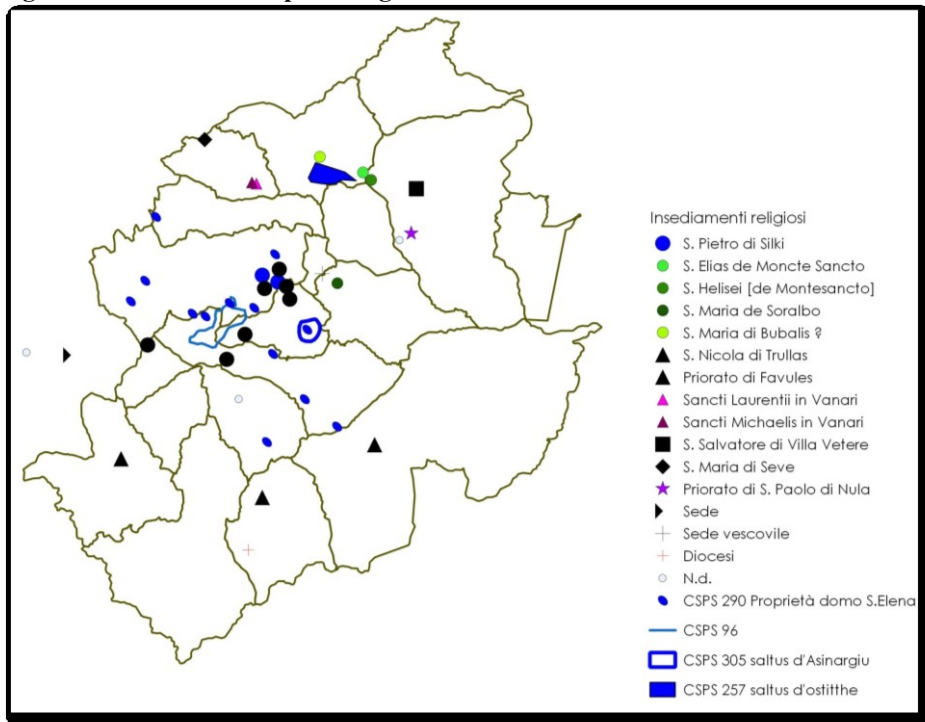 Insediamenti religiosi
S. Pietro di Silki
S. Elias de Moncte Sancto
S. Helisei [de Montesancto]
S. Maria de Soralbo
S. Maria di Bubalis ?
S. Nicola di Trullas
Priorato di Favules
Sancti Laurentii in Vanari
Sancti Michaelis in Vanari
S. Salvatore di Villa Vetere
S. Maria di Seve
Priorato di S. Paolo di Nula
Sede
Sede vescovile
Diocesi
N.d.
CSPS 290 Proprietà domo S.Elena
CSPS 96
CSPS 305 saltus d'Asinargiu
CSPS 257 saltus d'ostitthe